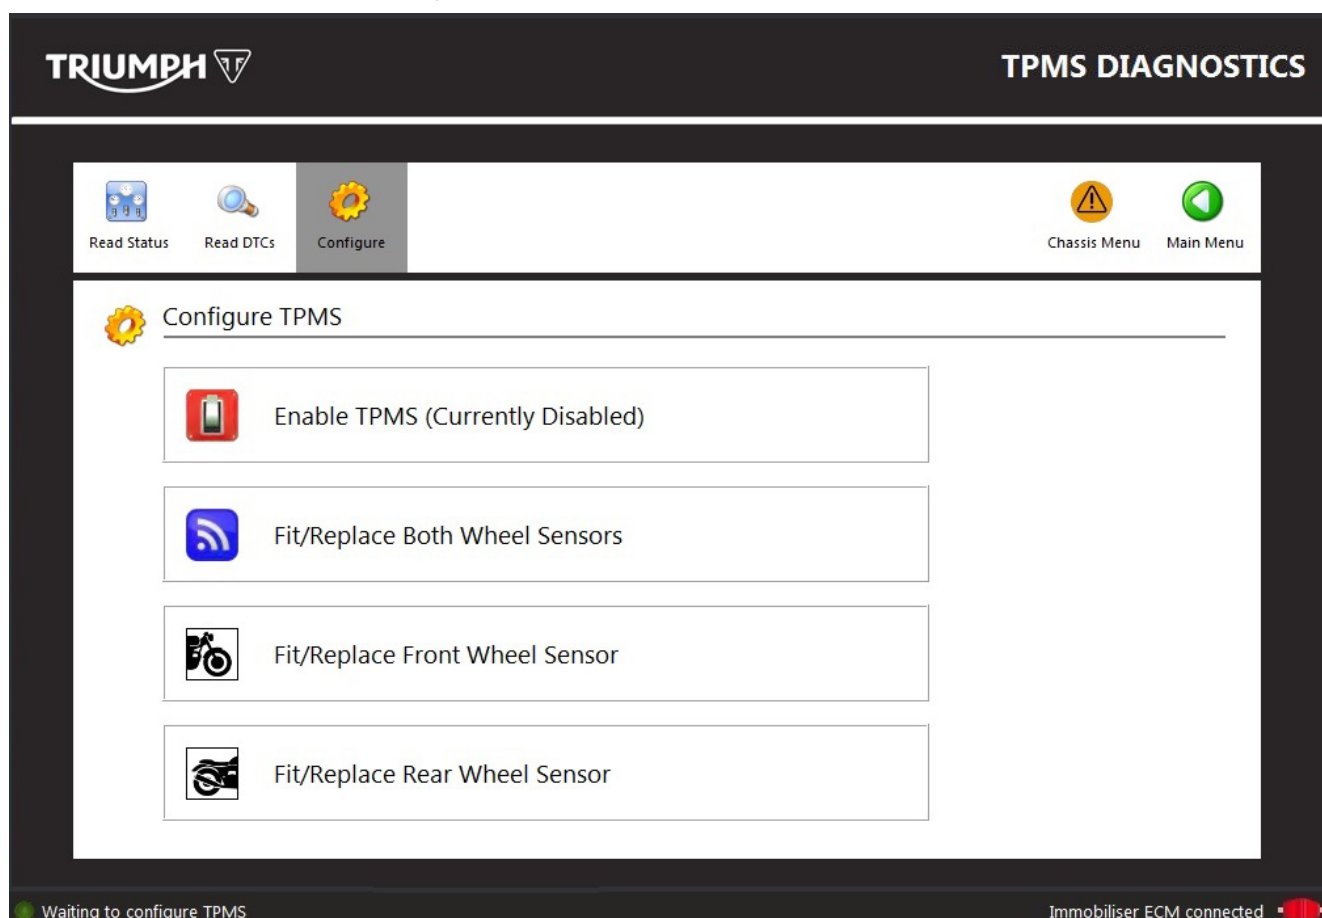 TRIUMPH
TPMS DIAGNOSTICS
Read Status
Read DTCs
Configure
Chassis Menu
Main Menu
Configure TPMS
Enable TPMS (Currently Disabled)
Fit/Replace Both Wheel Sensors
Fit/Replace Front Wheel Sensor
Fit/Replace Rear Wheel Sensor
Waiting to configure TPMS
Immobiliser ECM connected